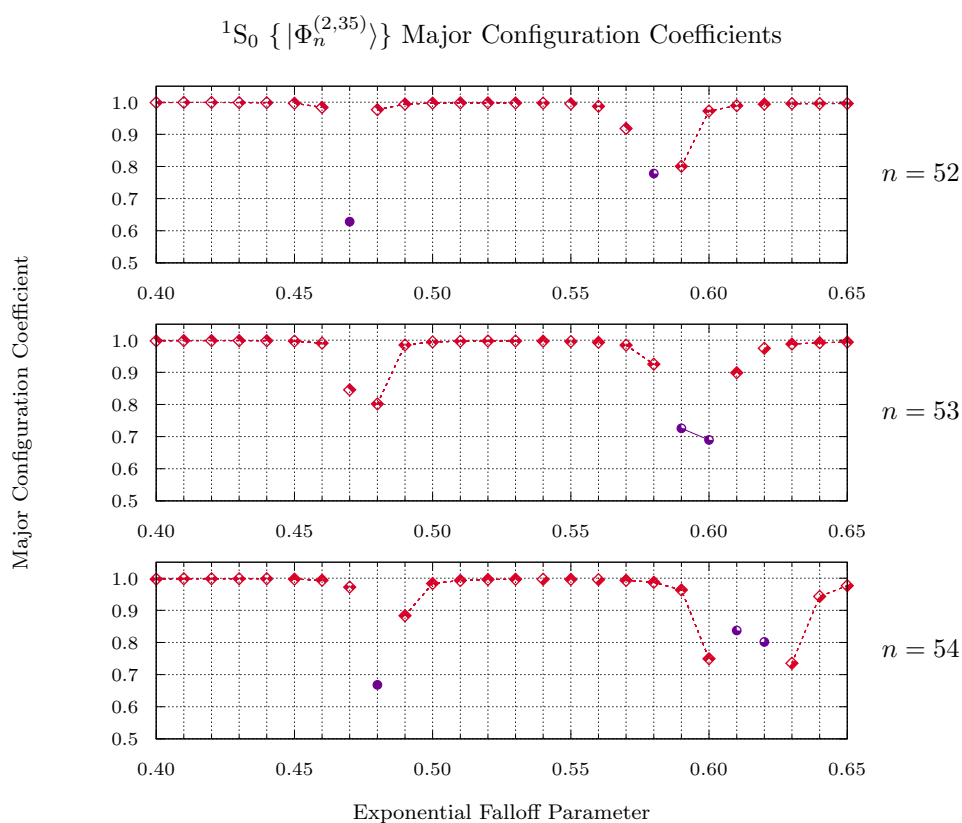 ¹S₀ { |Φₙ⁽²,³⁵⁾⟩} Major Configuration Coefficients
Major Configuration Coefficient
1.0
0.9
0.8
0.7
0.6
0.5
0.40 0.45 0.50 0.55 0.60 0.65
n = 52
1.0
0.9
0.8
0.7
0.6
0.5
0.40 0.45 0.50 0.55 0.60 0.65
n = 53
1.0
0.9
0.8
0.7
0.6
0.5
0.40 0.45 0.50 0.55 0.60 0.65
n = 54
Exponential Falloff Parameter